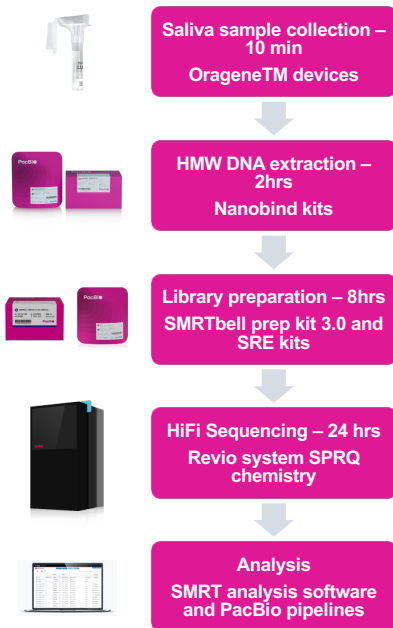 Saliva sample collection –
10 min
OrageneTM devices
PacBio
HMW DNA extraction –
2hrs
Nanobind kits
PacBio
Library preparation – 8hrs
SMRTbell prep kit 3.0 and
SRE kits
HiFi Sequencing – 24 hrs
Revio system SPRQ
chemistry
Analysis
SMRT analysis software
and PacBio pipelines